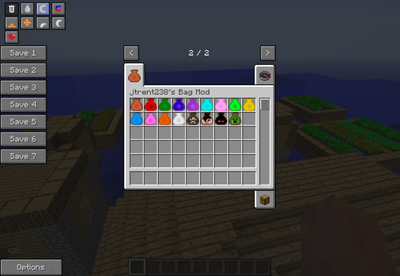 Save 1
Save 2
Save 3
Save 4
Save 5
Save 6
Save 7
< 2 / 2 >
jtrent238's Bag Mod
Options